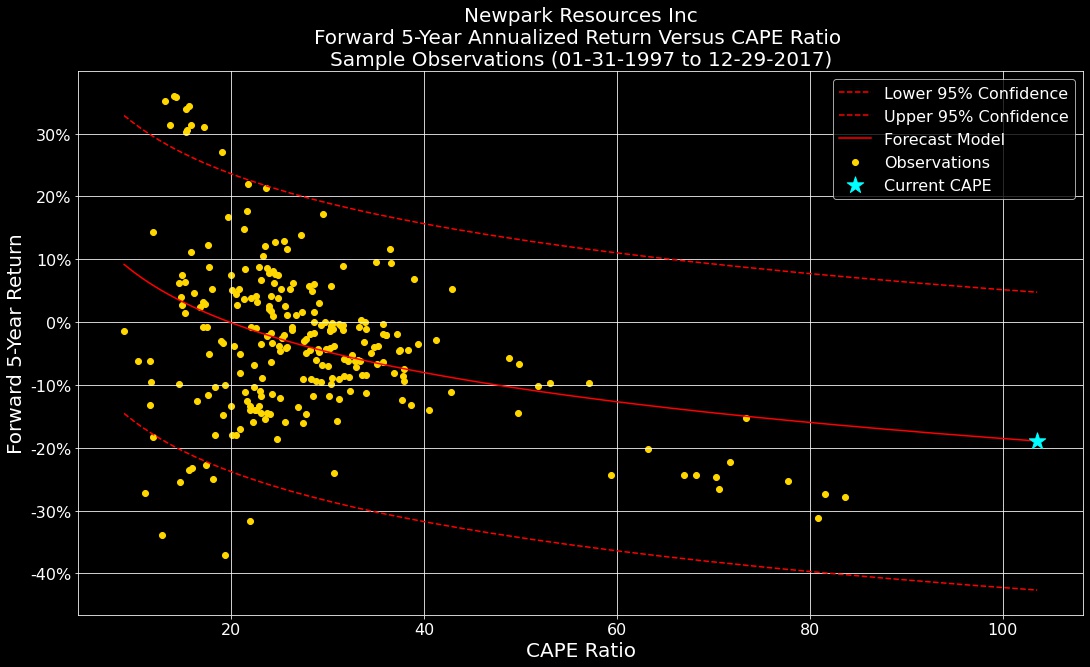 Newpark Resources Inc
Forward 5-Year Annualized Return Versus CAPE Ratio
Sample Observations (01-31-1997 to 12-29-2017)
Lower 95% Confidence
Upper 95% Confidence
Forecast Model
Observations
Current CAPE
Forward 5-Year Return
30%
20%
10%
0%
-10%
-20%
-30%
-40%
20 40 60 80 100
CAPE Ratio